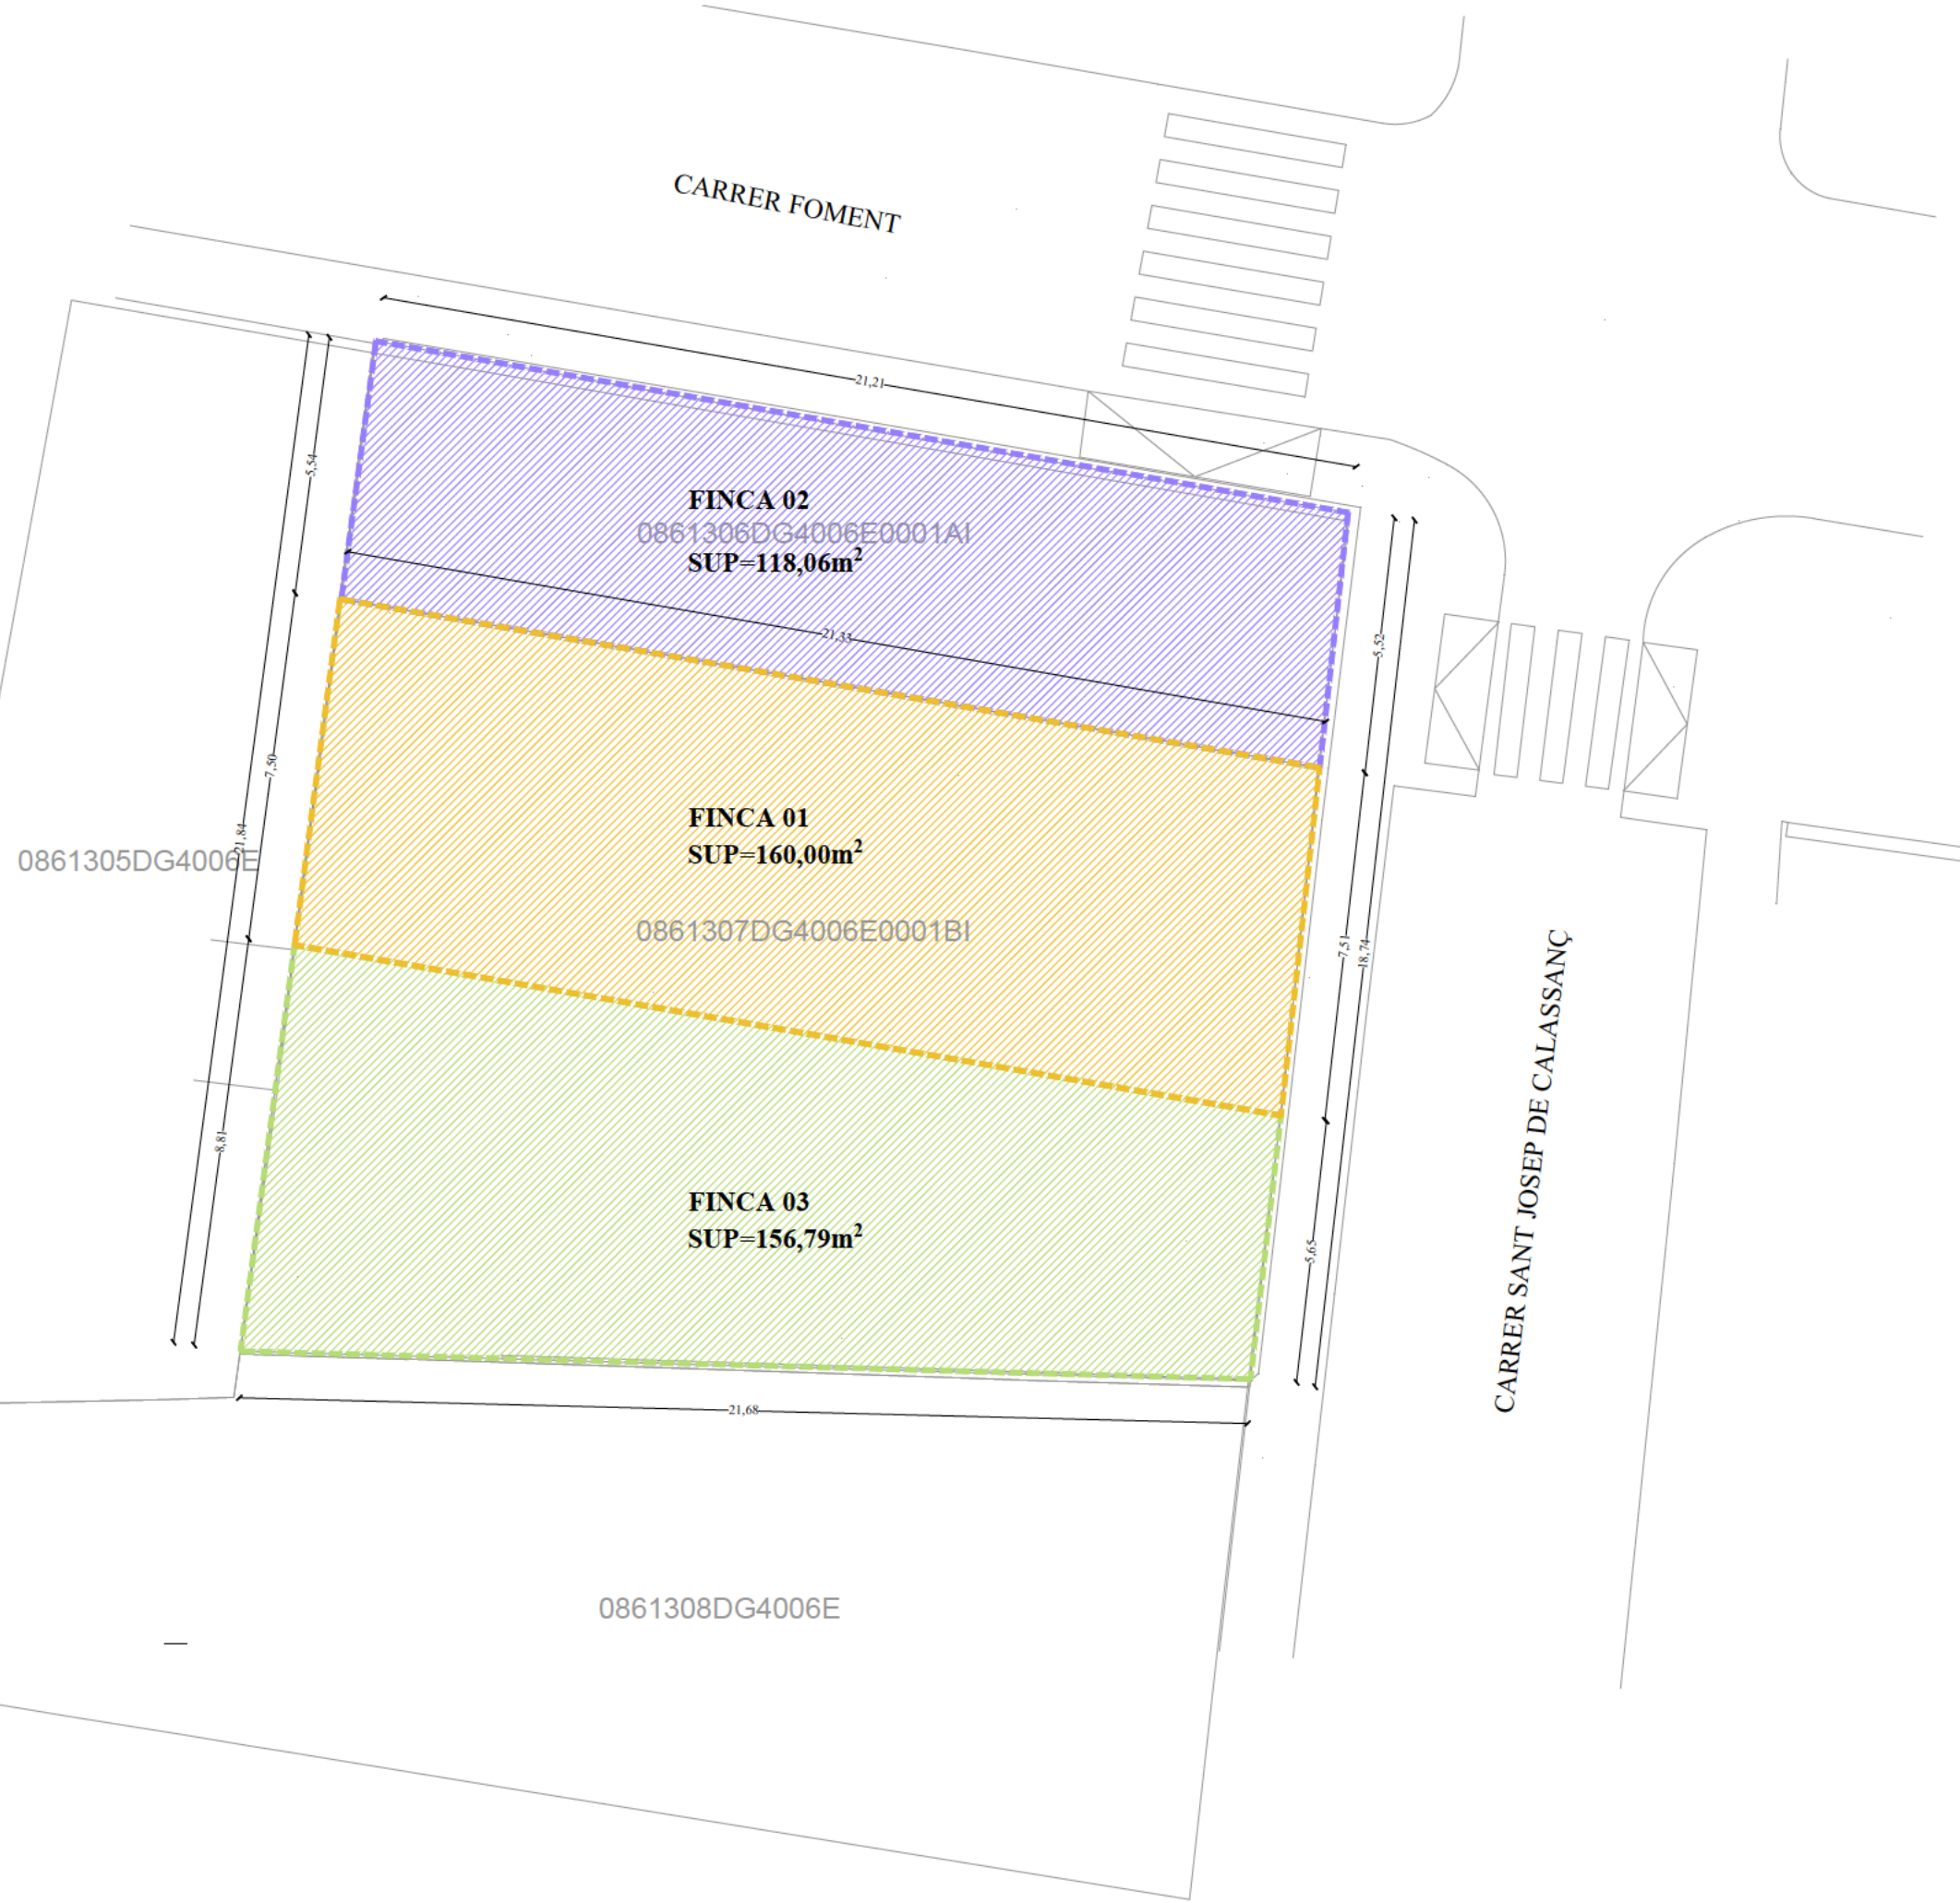 CARRER FOMENT
21,21
5,54
FINCA 02
0861306DG4006E0001AI
SUP=118,06m²
21,33
5,52
7,50
FINCA 01
SUP=160,00m²
21,84
0861305DG4006E
0861307DG4006E0001BI
7,51
18,74
CARRER SANT JOSEP DE CALASSANÇ
8,81
FINCA 03
SUP=156,79m²
5,65
21,68
0861308DG4006E